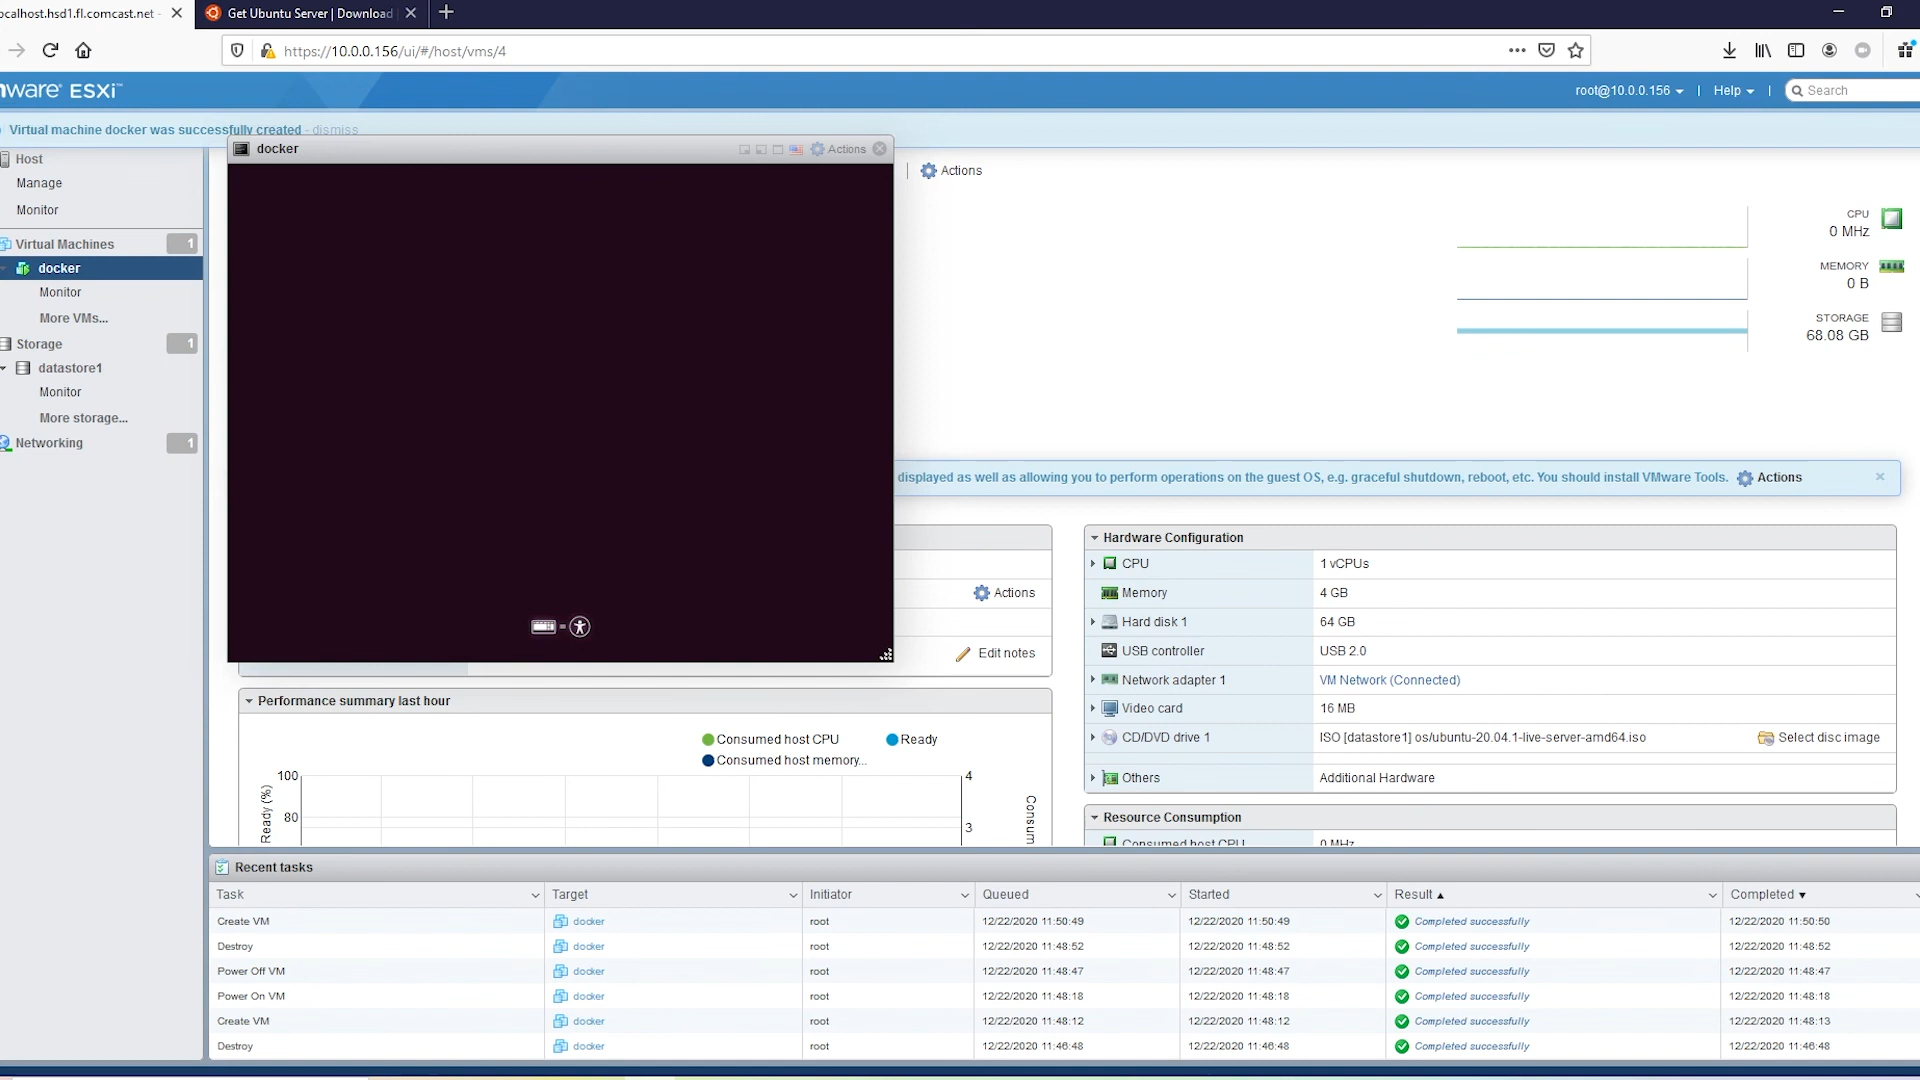 ocalhost.hsd1.fl.comcast.net -
Get Ubuntu Server | Download
https://10.0.0.156/ui/#/host/vms/4
mware® ESXi™
root@10.0.0.156 | Help | Search
Virtual machine docker was successfully created - dismiss
Host
Manage
Monitor
Virtual Machines 1
docker
Monitor
More VMs...
Storage 1
datastore1
Monitor
More storage...
Networking 1
docker
Actions
Actions
CPU
0 MHz
MEMORY
0 B
STORAGE
68.08 GB
displayed as well as allowing you to perform operations on the guest OS, e.g. graceful shutdown, reboot, etc. You should install VMware Tools. Actions
Actions
Edit notes
Performance summary last hour
Consumed host CPU
Ready
Consumed host memory...
Ready (%)
100
80
4
3
Consum
Hardware Configuration
CPU 1 vCPUs
Memory 4 GB
Hard disk 1 64 GB
USB controller USB 2.0
Network adapter 1 VM Network (Connected)
Video card 16 MB
CD/DVD drive 1 ISO [datastore1] os/ubuntu-20.04.1-live-server-amd64.iso Select disc image
Others Additional Hardware
Resource Consumption
Consumed host CPU 0 MHz
Recent tasks
Task Target Initiator Queued Started Result Completed
Create VM docker root 12/22/2020 11:50:49 12/22/2020 11:50:49 Completed successfully 12/22/2020 11:50:50
Destroy docker root 12/22/2020 11:48:52 12/22/2020 11:48:52 Completed successfully 12/22/2020 11:48:52
Power Off VM docker root 12/22/2020 11:48:47 12/22/2020 11:48:47 Completed successfully 12/22/2020 11:48:47
Power On VM docker root 12/22/2020 11:48:18 12/22/2020 11:48:18 Completed successfully 12/22/2020 11:48:18
Create VM docker root 12/22/2020 11:48:12 12/22/2020 11:48:12 Completed successfully 12/22/2020 11:48:13
Destroy docker root 12/22/2020 11:46:48 12/22/2020 11:46:48 Completed successfully 12/22/2020 11:46:48